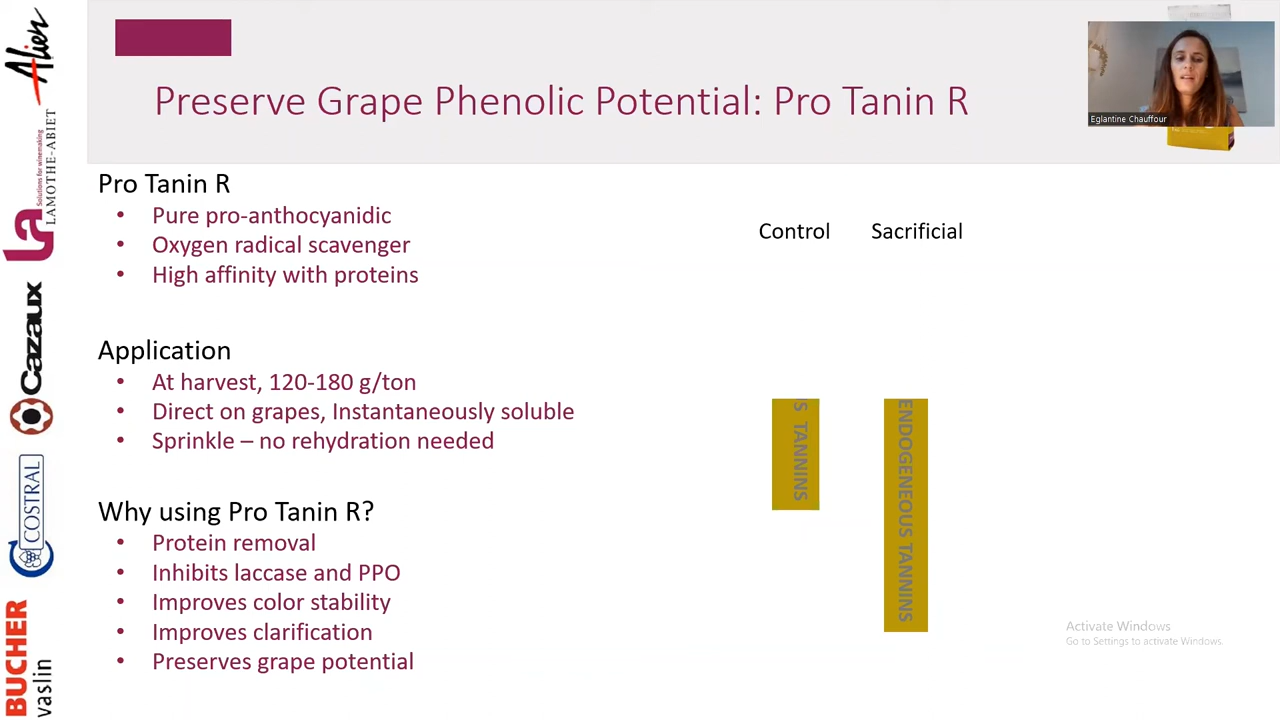 Alien
Solutions for winemaking
LAMOTHE-ABIET
La
Cazaux
COSTRAL
BUCHER
vaslin
Preserve Grape Phenolic Potential: Pro Tanin R
Eglantine Chauffour
Pro Tanin R
• Pure pro-anthocyanidic
• Oxygen radical scavenger
• High affinity with proteins
Application
• At harvest, 120-180 g/ton
• Direct on grapes, Instantaneously soluble
• Sprinkle – no rehydration needed
Why using Pro Tanin R?
• Protein removal
• Inhibits laccase and PPO
• Improves color stability
• Improves clarification
• Preserves grape potential
Control
Sacrificial
S TANNINS
ENDOGENEOUS TANNINS
Activate Windows
Go to Settings to activate Windows.